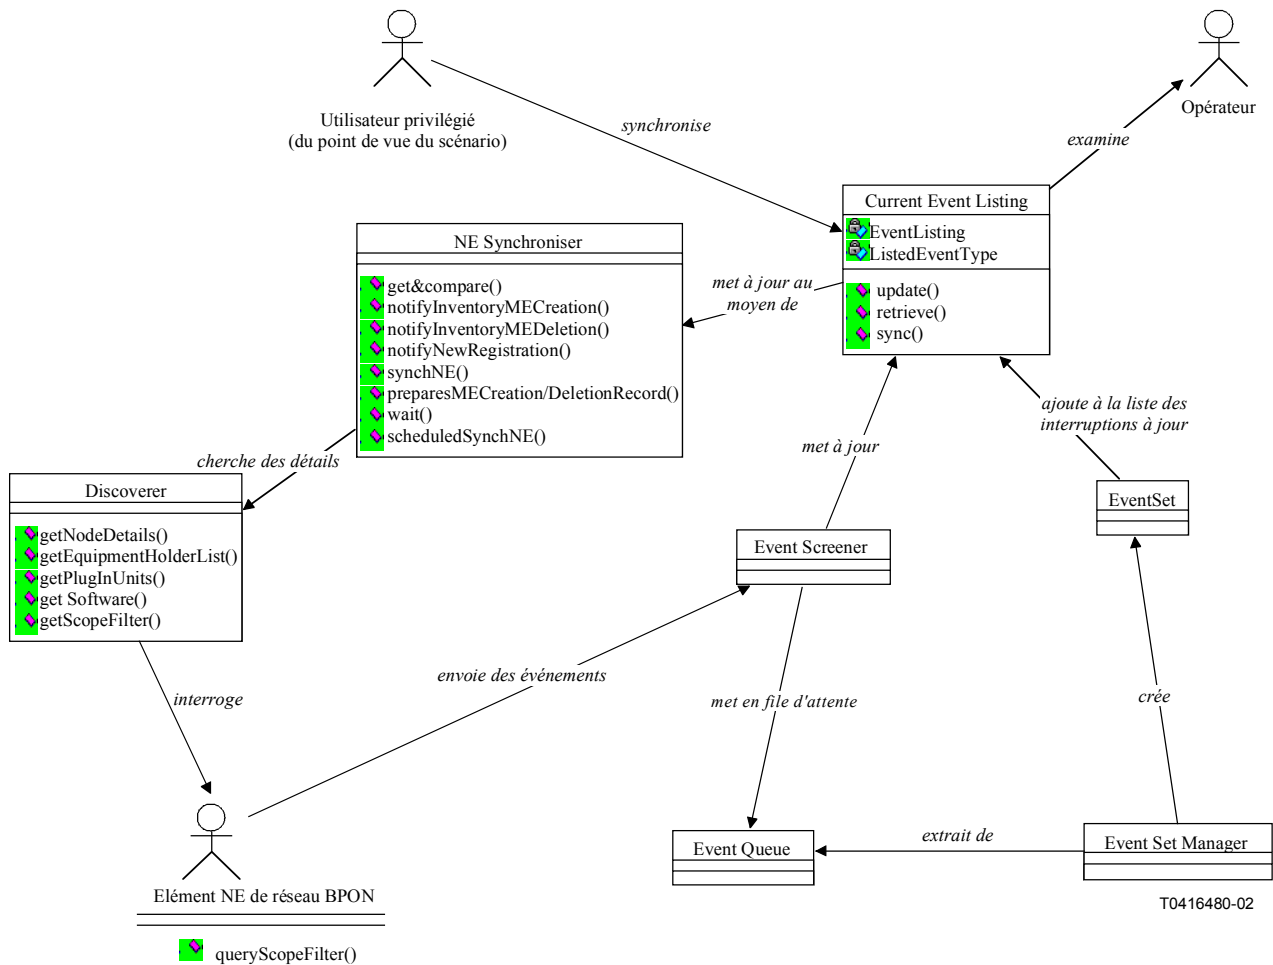 Utilisateur privilégié
(du point de vue du scénario)
Opérateur
synchronise
examine
Current Event Listing
EventListing
ListedEventType
update()
retrieve()
sync()
NE Synchroniser
get&compare()
notifyInventoryMECreation()
notifyInventoryMEDeletion()
notifyNewRegistration()
synchNE()
preparesMECreation/DeletionRecord()
wait()
scheduledSynchNE()
met à jour au
moyen de
cherche des détails
Discoverer
getNodeDetails()
getEquipmentHolderList()
getPlugInUnits()
get Software()
getScopeFilter()
met à jour
ajoute à la liste des
interruptions à jour
EventSet
Event Screener
interroge
envoie des événements
met en file d'attente
crée
Event Queue
extrait de
Event Set Manager
Elément NE de réseau BPON
queryScopeFilter()
T0416480-02